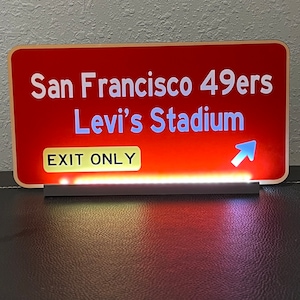 San Francisco 49ers
Levi's Stadium
EXIT ONLY